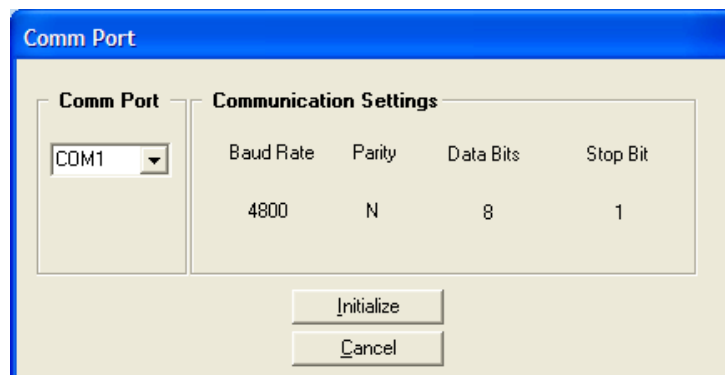 Comm Port
Comm Port Communication Settings
COM1 Baud Rate Parity Data Bits Stop Bit
4800 N 8 1
Initialize
Cancel